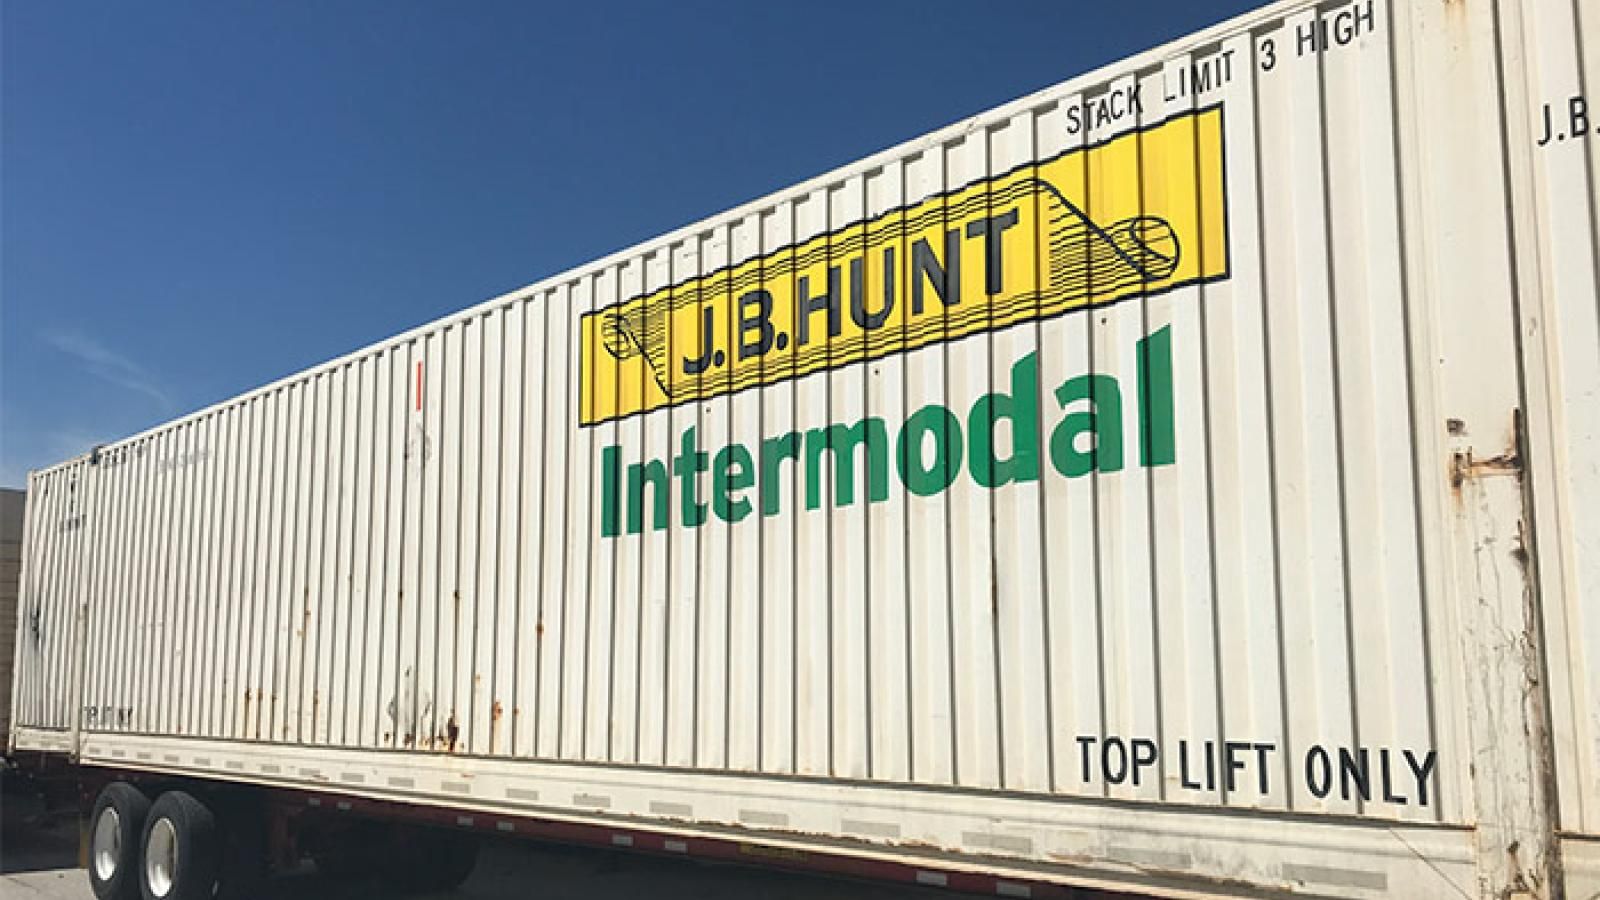 STACK LIMIT 3 HIGH
J.B.
J.B.HUNT
Intermodal
TOP LIFT ONLY